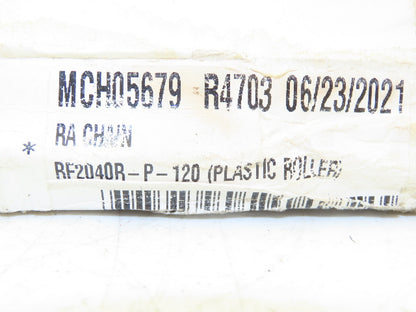 MCH05679 R4703 06/23/2021
RA CHAIN
* RF2040R-P-120 (PLASTIC ROLLER)